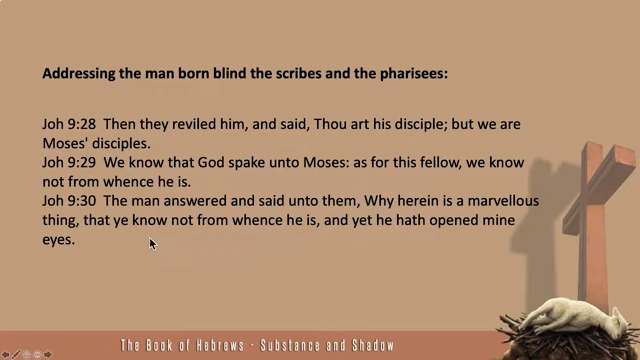 Addressing the man born blind the scribes and the pharisees:
Joh 9:28  Then they reviled him, and said, Thou art his disciple; but we are
Moses' disciples.
Joh 9:29  We know that God spake unto Moses: as for this fellow, we know
not from whence he is.
Joh 9:30  The man answered and said unto them, Why herein is a marvellous
thing, that ye know not from whence he is, and yet he hath opened mine
eyes.
The Book of Hebrews - Substance and Shadow